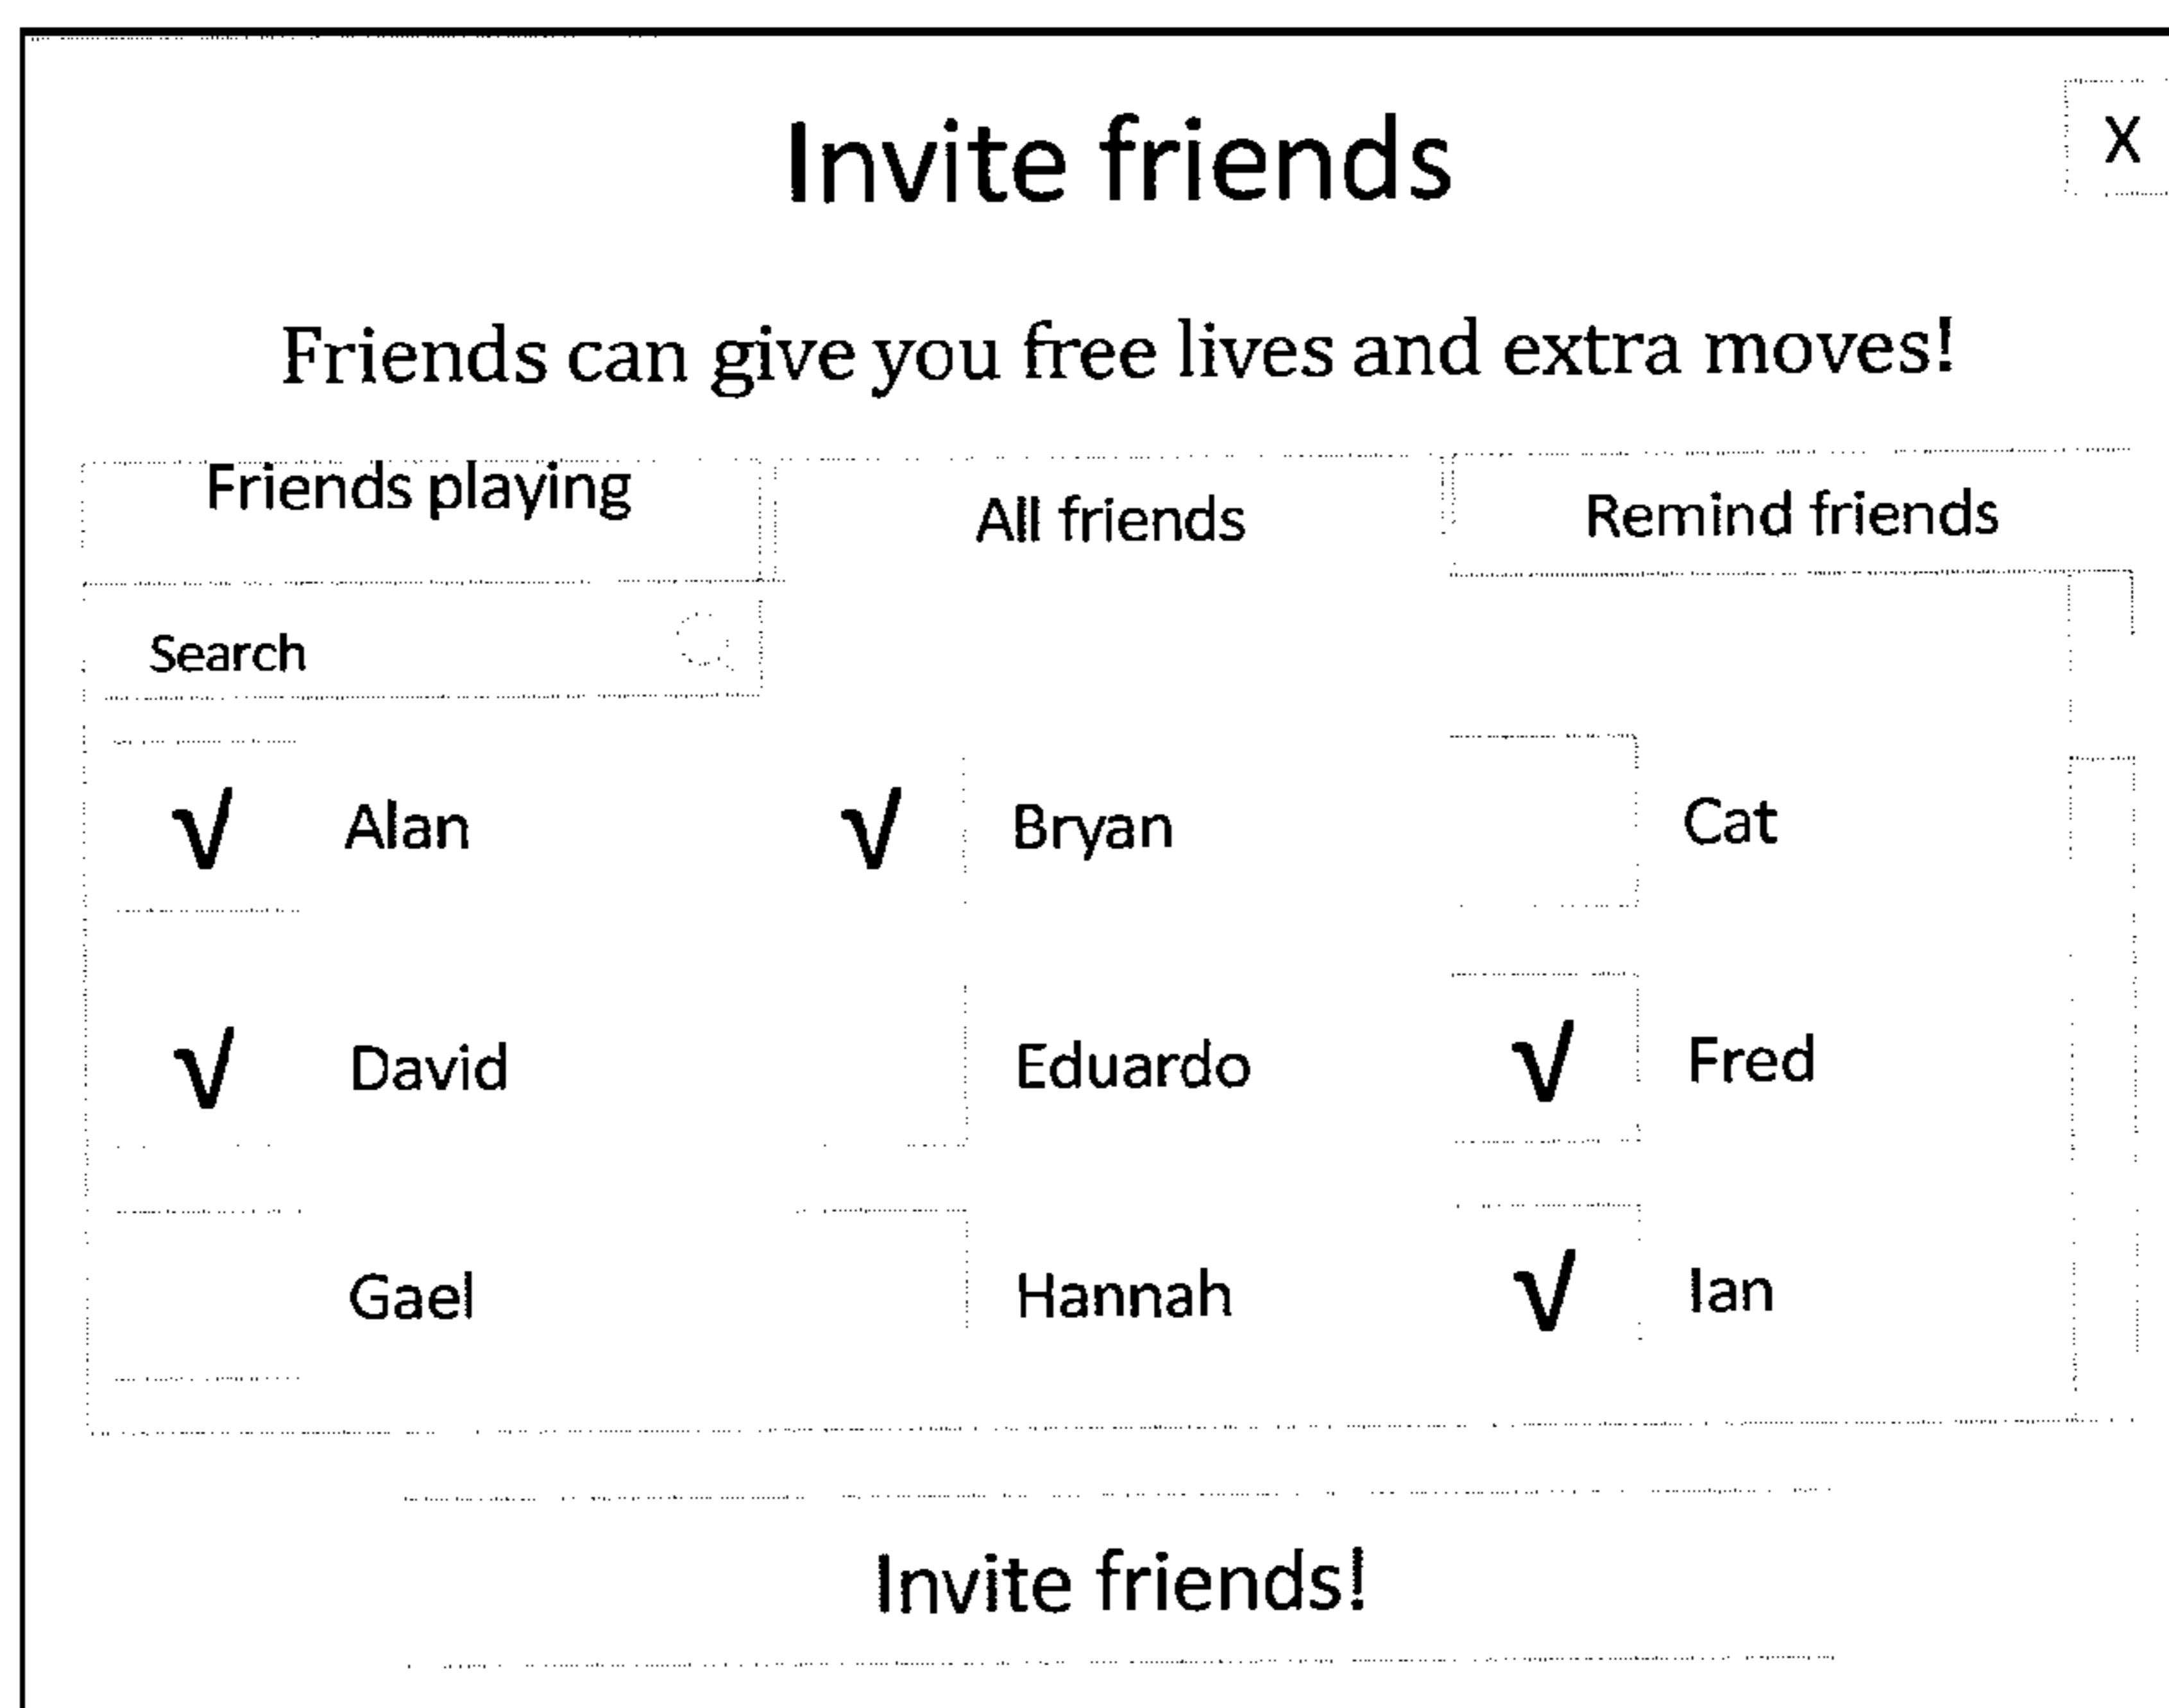 Invite friends
X
Friends can give you free lives and extra moves!
Friends playing All friends Remind friends
Search
√ Alan √ Bryan Cat
√ David Eduardo √ Fred
Gael Hannah √ Ian
Invite friends!